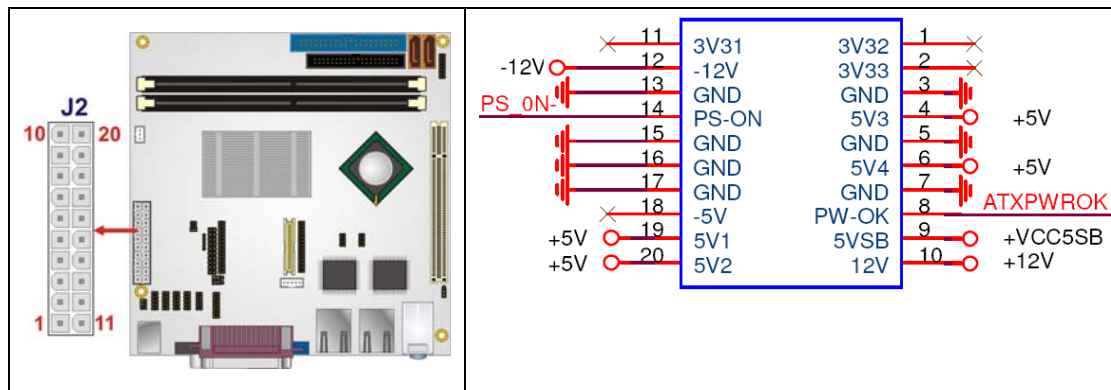 J2
10 20
1 11
11 3V31 3V32 1
-12V 12 -12V 3V33 2
13 GND GND 3
PS_0N- 14 PS-ON 5V3 4 +5V
15 GND GND 5
16 GND 5V4 6 +5V
17 GND GND 7
18 -5V PW-OK 8 ATXPWROK
+5V 19 5V1 5VSB 9 +VCC5SB
+5V 20 5V2 12V 10 +12V